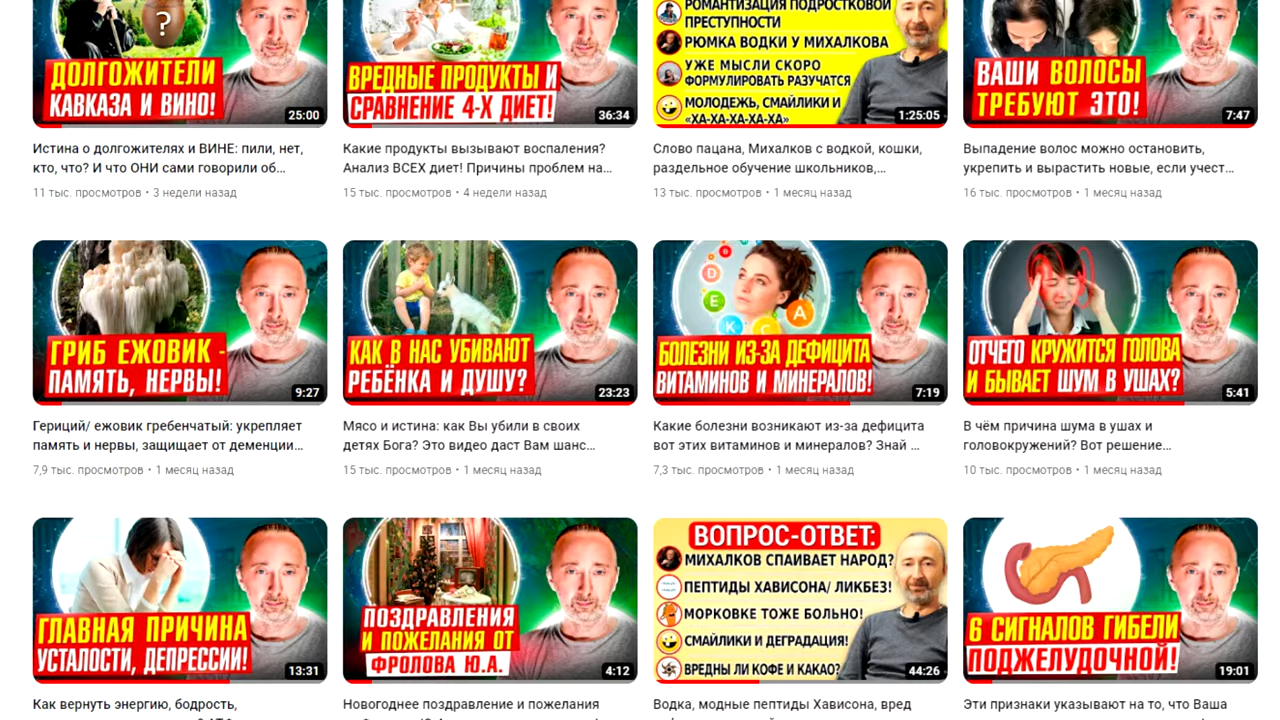 ?
ДОЛГОЖИТЕЛИ
КАВКАЗА И ВИНО!
25:00
ВРЕДНЫЕ ПРОДУКТЫ И
СРАВНЕНИЕ 4-Х ДИЕТ!
36:34
РОМАНТИЗАЦИЯ ПОДРОСТКОВОЙ
ПРЕСТУПНОСТИ
РЮМКА ВОДКИ У МИХАЛКОВА
УЖЕ МЫСЛИ СКОРО
ФОРМУЛИРОВАТЬ РАЗУЧАТСЯ
МОЛОДЕЖЬ, СМАЙЛИКИ И
«ХА-ХА-ХА-ХА-ХА»
1:25:05
ВАШИ ВОЛОСЫ
ТРЕБУЮТ ЭТО!
7:47
Истина о долгожителях и ВИНЕ: пили, нет,
кто, что? И что ОНИ сами говорили об...
11 тыс. просмотров • 3 недели назад
Какие продукты вызывают воспаления?
Анализ ВСЕХ диет! Причины проблем на...
15 тыс. просмотров • 4 недели назад
Слово пацана, Михалков с водкой, кошки,
раздельное обучение школьников,...
13 тыс. просмотров • 1 месяц назад
Выпадение волос можно остановить,
укрепить и вырастить новые, если учест...
16 тыс. просмотров • 1 месяц назад
ГРИБ ЕЖОВИК -
ПАМЯТЬ, НЕРВЫ!
9:27
КАК В НАС УБИВАЮТ
РЕБЁНКА И ДУШУ?
23:23
B
D
E
K
C
A
БОЛЕЗНИ ИЗ-ЗА ДЕФИЦИТА
ВИТАМИНОВ И МИНЕРАЛОВ!
7:19
ОТЧЕГО КРУЖИТСЯ ГОЛОВА
И БЫВАЕТ ШУМ В УШАХ?
5:41
Гериций/ ежовик гребенчатый: укрепляет
память и нервы, защищает от деменции...
7,9 тыс. просмотров • 1 месяц назад
Мясо и истина: как Вы убили в своих
детях Бога? Это видео даст Вам шанс...
15 тыс. просмотров • 1 месяц назад
Какие болезни возникают из-за дефицита
вот этих витаминов и минералов? Знай ...
7,3 тыс. просмотров • 1 месяц назад
В чём причина шума в ушах и
головокружений? Вот решение...
10 тыс. просмотров • 1 месяц назад
ГЛАВНАЯ ПРИЧИНА
УСТАЛОСТИ, ДЕПРЕССИИ!
13:31
ПОЗДРАВЛЕНИЯ
И ПОЖЕЛАНИЯ ОТ
ФРОЛОВА Ю.А.
4:12
ВОПРОС-ОТВЕТ:
МИХАЛКОВ СПАИВАЕТ НАРОД?
ПЕПТИДЫ ХАВИСОНА/ ЛИКБЕЗ!
МОРКОВКЕ ТОЖЕ БОЛЬНО!
СМАЙЛИКИ И ДЕГРАДАЦИЯ!
ВРЕДНЫ ЛИ КОФЕ И КАКАО?
44:26
6 СИГНАЛОВ ГИБЕЛИ
ПОДЖЕЛУДОЧНОЙ!
19:01
Как вернуть энергию, бодрость,
Новогоднее поздравление и пожелания
Водка, модные пептиды Хависона, вред
Эти признаки указывают на то, что Ваша